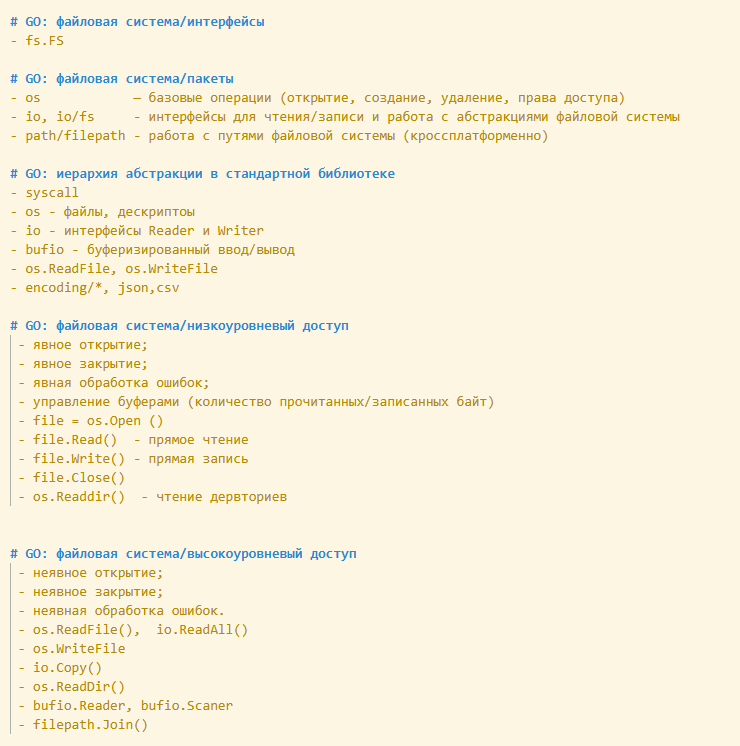 # GO: файловая система/интерфейсы
- fs.FS
# GO: файловая система/пакеты
- os — базовые операции (открытие, создание, удаление, права доступа)
- io, io/fs - интерфейсы для чтения/записи и работа с абстракциями файловой системы
- path/filepath - работа с путями файловой системы (кроссплатформенно)
# GO: иерархия абстракции в стандартной библиотеке
- syscall
- os - файлы, дескриптоы
- io - интерфейсы Reader и Writer
- bufio - буферизированный ввод/вывод
- os.ReadFile, os.WriteFile
- encoding/*, json,csv
# GO: файловая система/низкоуровневый доступ
- явное открытие;
- явное закрытие;
- явная обработка ошибок;
- управление буферами (количество прочитанных/записанных байт)
- file = os.Open ()
- file.Read() - прямое чтение
- file.Write() - прямая запись
- file.Close()
- os.Readdir() - чтение дервториев
# GO: файловая система/высокоуровневый доступ
- неявное открытие;
- неявное закрытие;
- неявная обработка ошибок.
- os.ReadFile(), io.ReadAll()
- os.WriteFile
- io.Copy()
- os.ReadDir()
- bufio.Reader, bufio.Scaner
- filepath.Join()